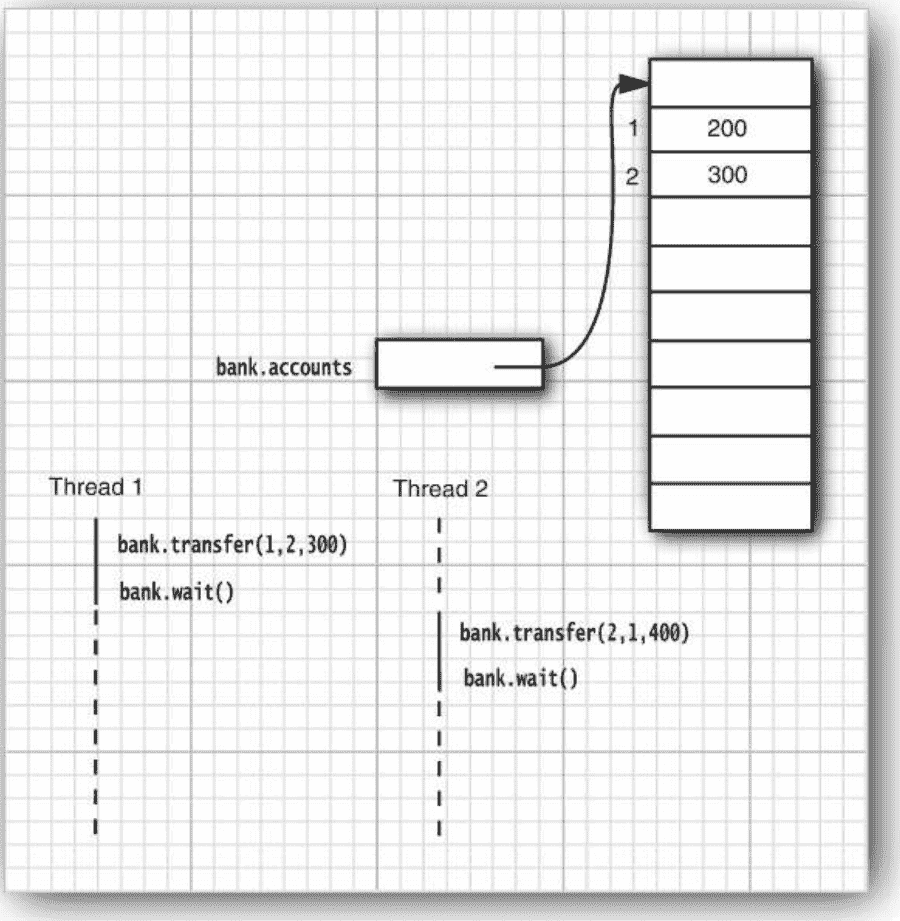 1 200
2 300
bank.accounts
Thread 1 Thread 2
bank.transfer(1,2,300)
bank.wait()
bank.transfer(2,1,400)
bank.wait()